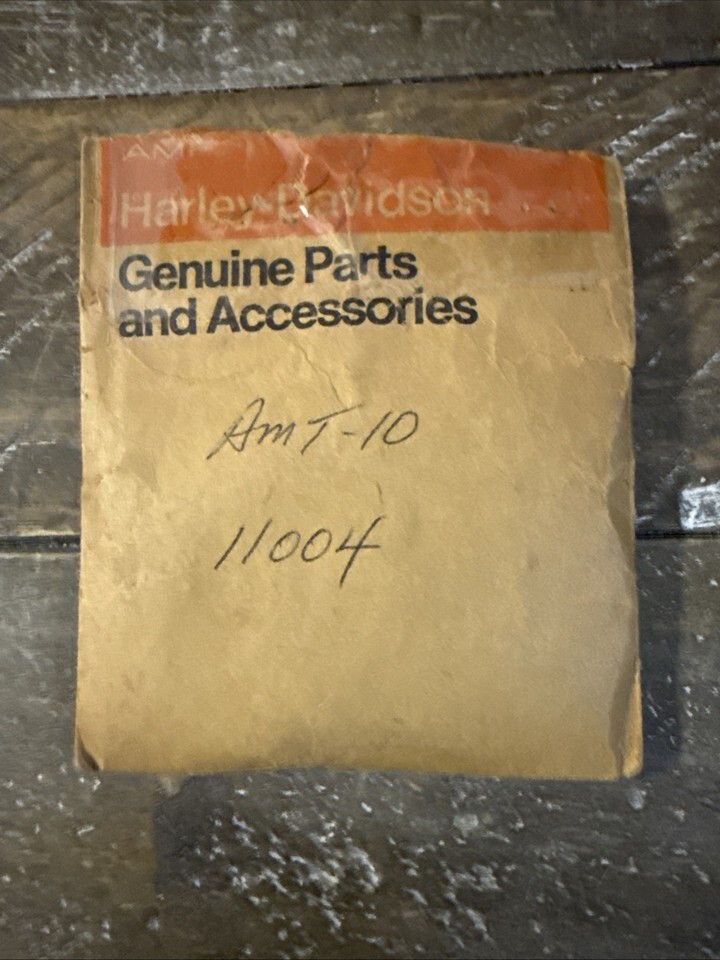 AMF
Harley-Davidson
Genuine Parts
and Accessories
AMT-10
11004